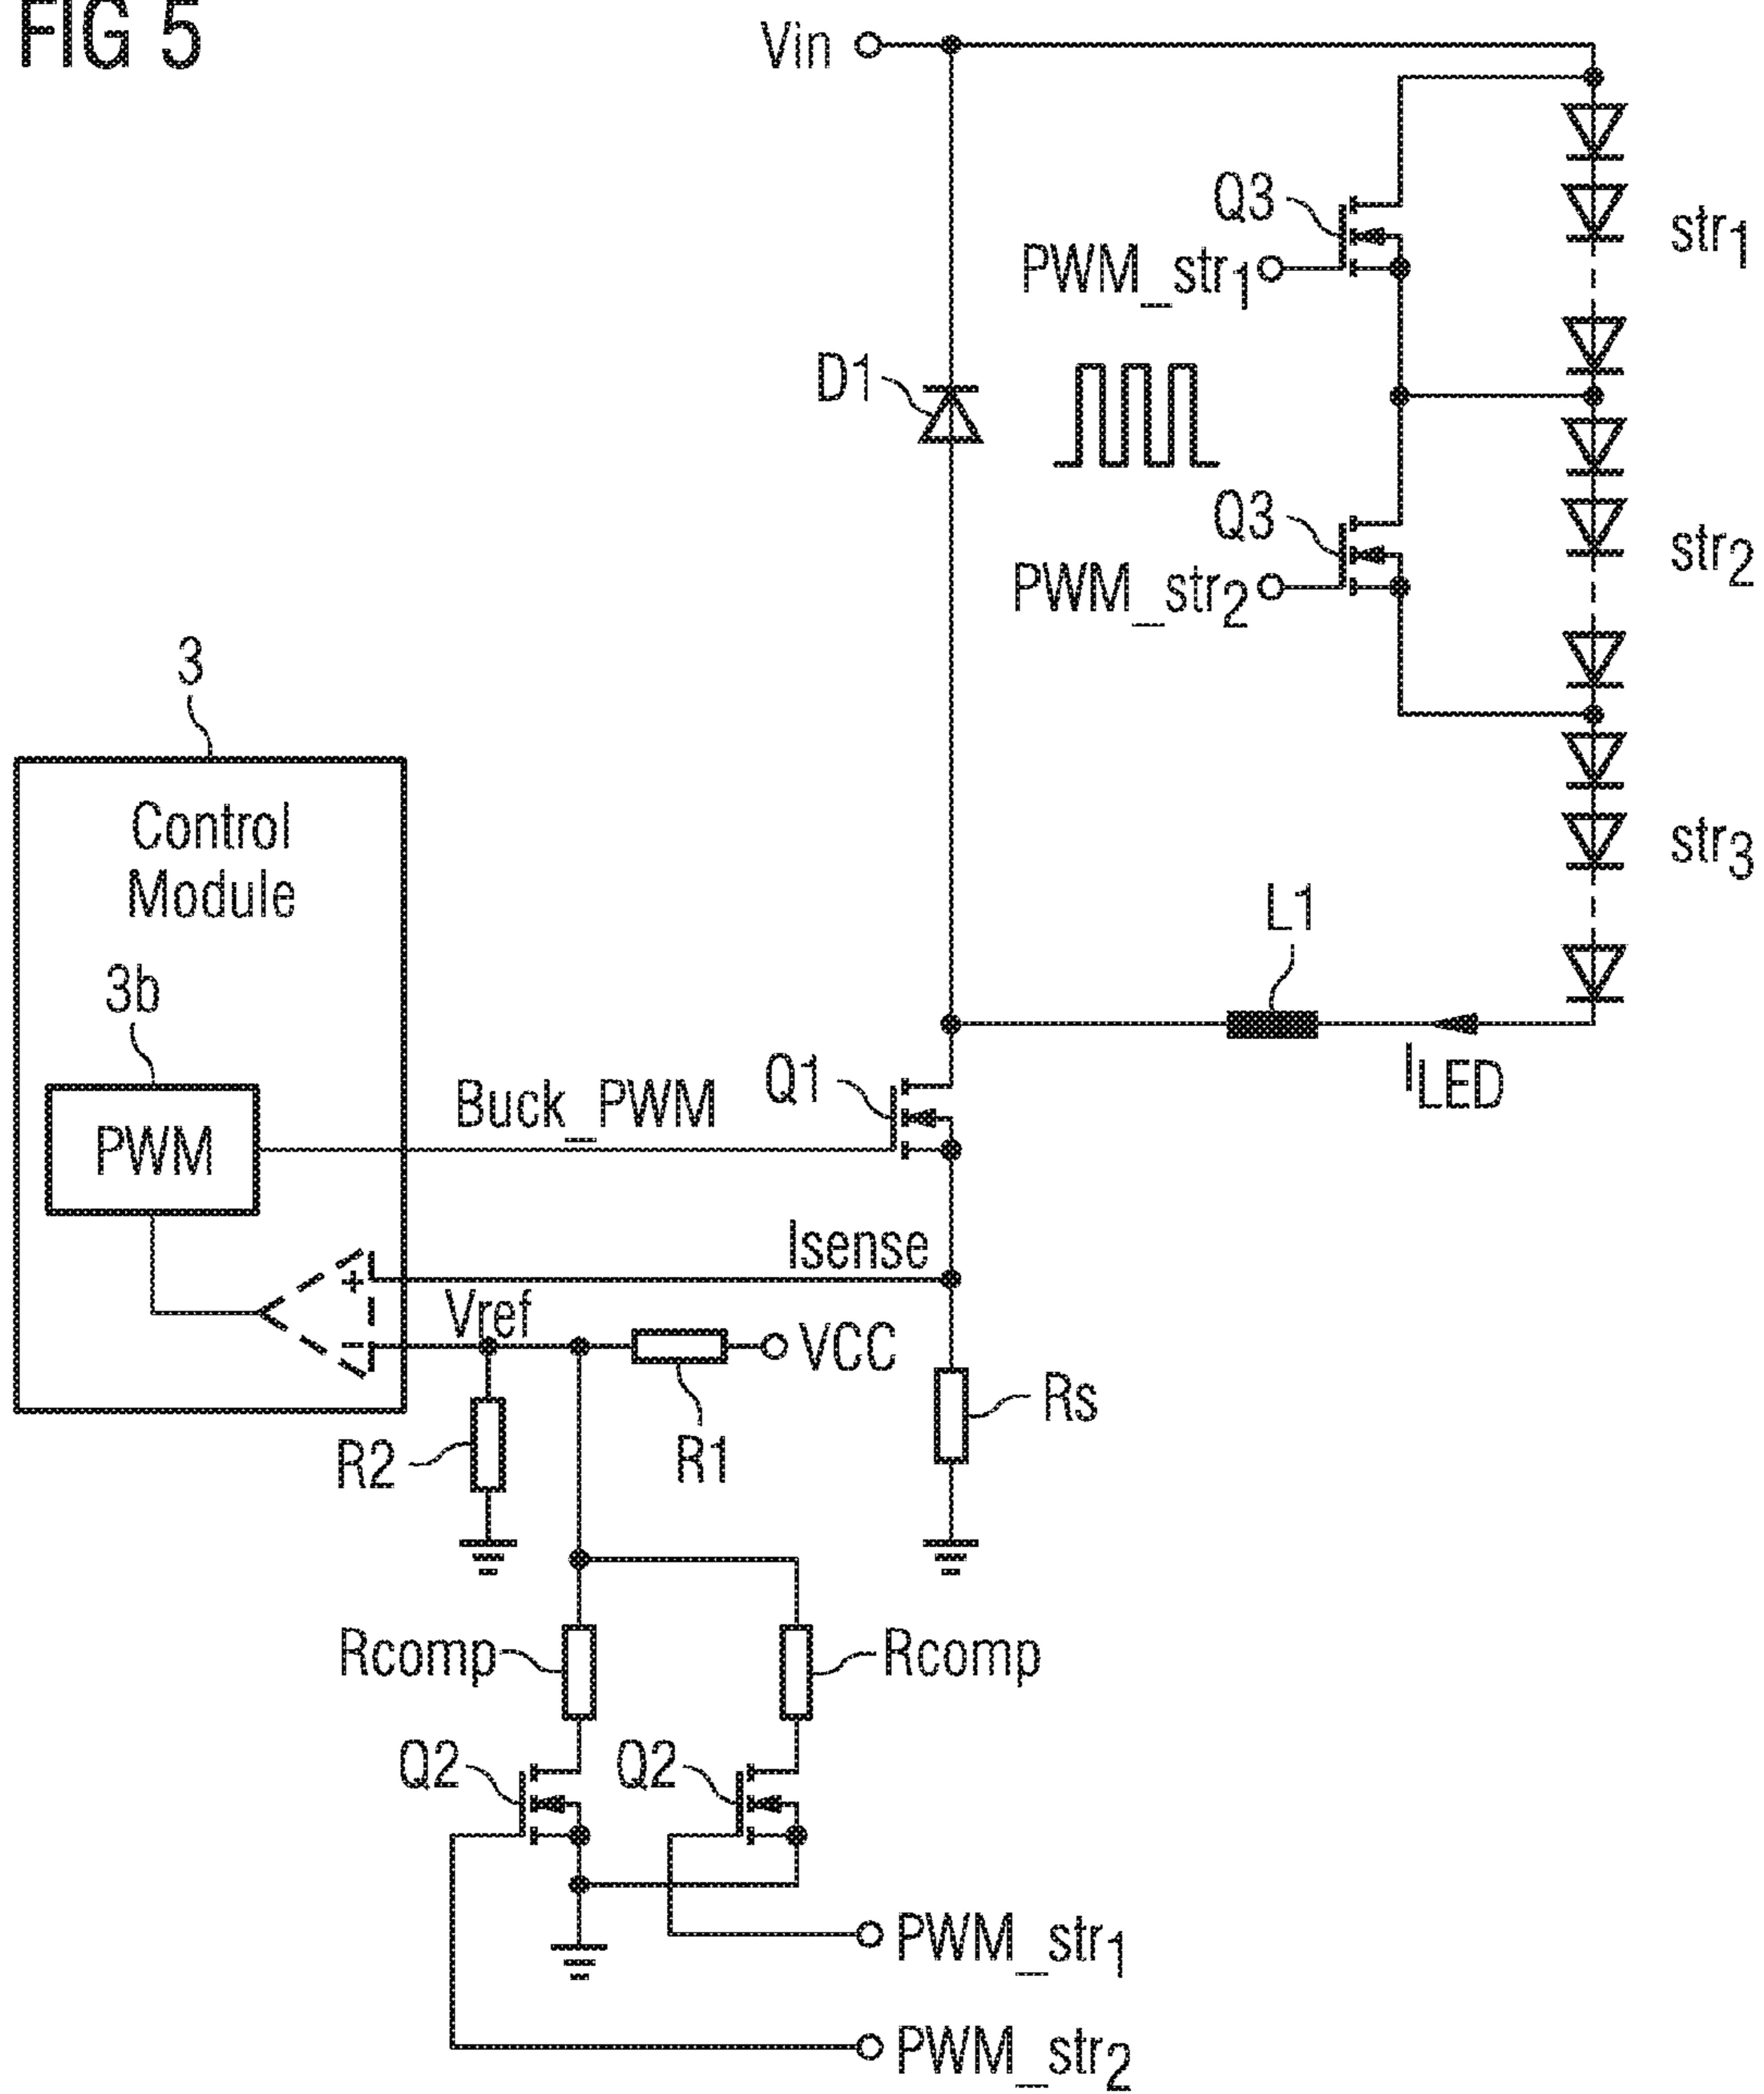 FIG 5
Vin
Q3
str1
PWM_str1
D1
Q3
str2
PWM_str2
3
Control
Module
str3
L1
3b
Q1
ILED
Buck_PWM
PWM
Isense
+
Vref
VCC
−
Rs
R2
R1
Rcomp
Rcomp
Q2
Q2
PWM_str1
PWM_str2